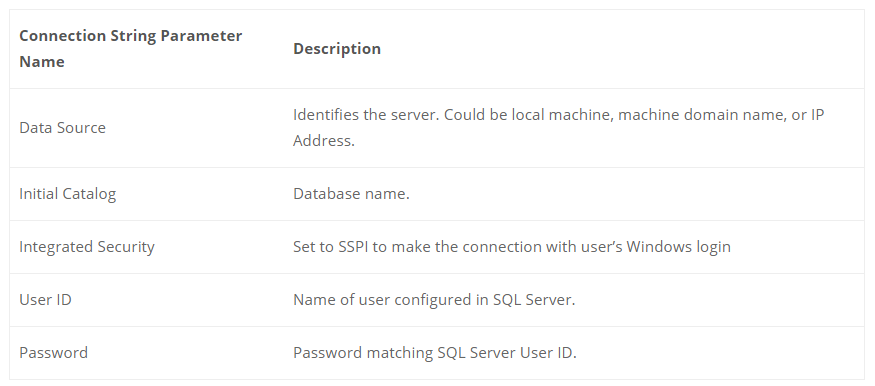 Connection String Parameter
Name
Description
Data Source
Identifies the server. Could be local machine, machine domain name, or IP
Address.
Initial Catalog
Database name.
Integrated Security
Set to SSPI to make the connection with user’s Windows login
User ID
Name of user configured in SQL Server.
Password
Password matching SQL Server User ID.